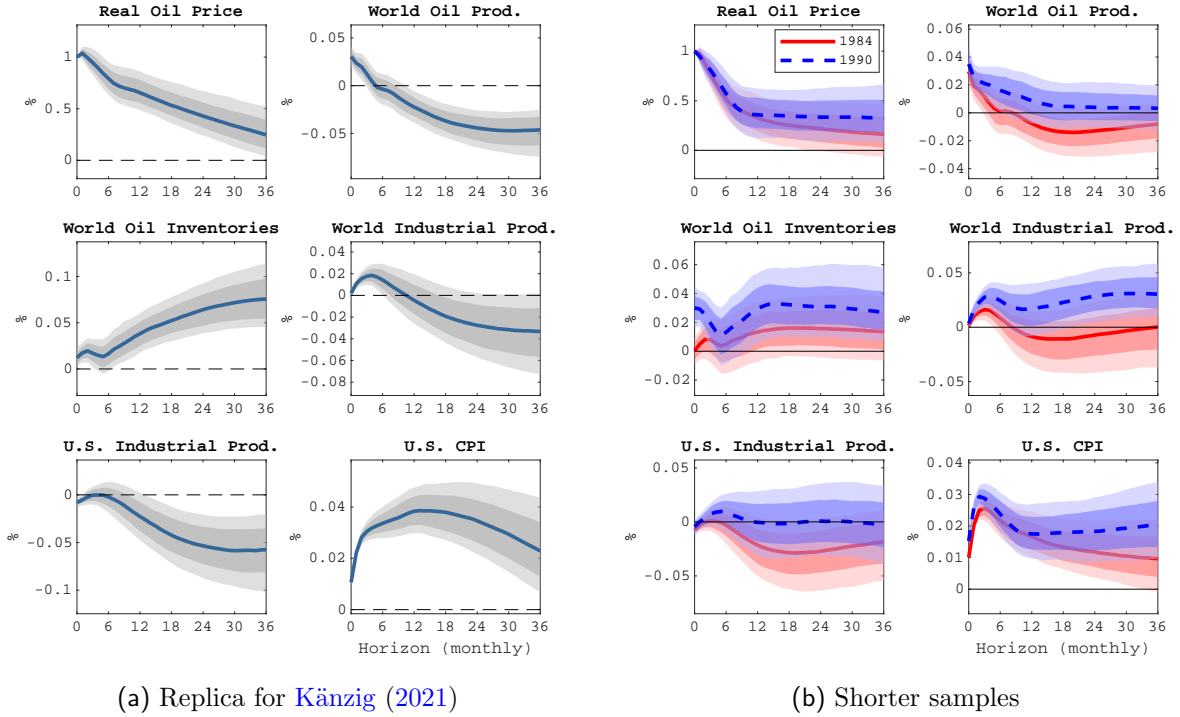 Real Oil Price
%
1
0.5
0
0 6 12 18 24 30 36
World Oil Prod.
%
0.05
0
-0.05
0 6 12 18 24 30 36
World Oil Inventories
%
0.1
0.05
0
0 6 12 18 24 30 36
World Industrial Prod.
%
0.04
0.02
0
-0.02
-0.04
-0.06
-0.08
0 6 12 18 24 30 36
U.S. Industrial Prod.
%
0
-0.05
-0.1
0 6 12 18 24 30 36
U.S. CPI
%
0.04
0.02
0
0 6 12 18 24 30 36
Horizon (monthly)
(a) Replica for Känzig (2021)
Real Oil Price
1984
1990
%
1
0.5
0
0 6 12 18 24 30 36
World Oil Prod.
%
0.06
0.04
0.02
0
-0.02
-0.04
0 6 12 18 24 30 36
World Oil Inventories
%
0.06
0.04
0.02
0
-0.02
0 6 12 18 24 30 36
World Industrial Prod.
%
0.05
0
-0.05
0 6 12 18 24 30 36
U.S. Industrial Prod.
%
0.05
0
-0.05
0 6 12 18 24 30 36
U.S. CPI
%
0.04
0.03
0.02
0.01
0
0 6 12 18 24 30 36
Horizon (monthly)
(b) Shorter samples